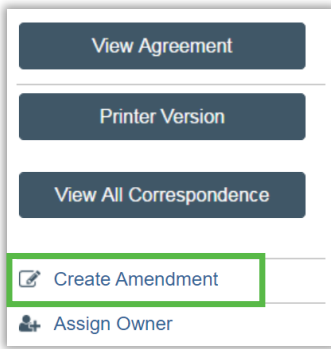 View Agreement
Printer Version
View All Correspondence
Create Amendment
Assign Owner